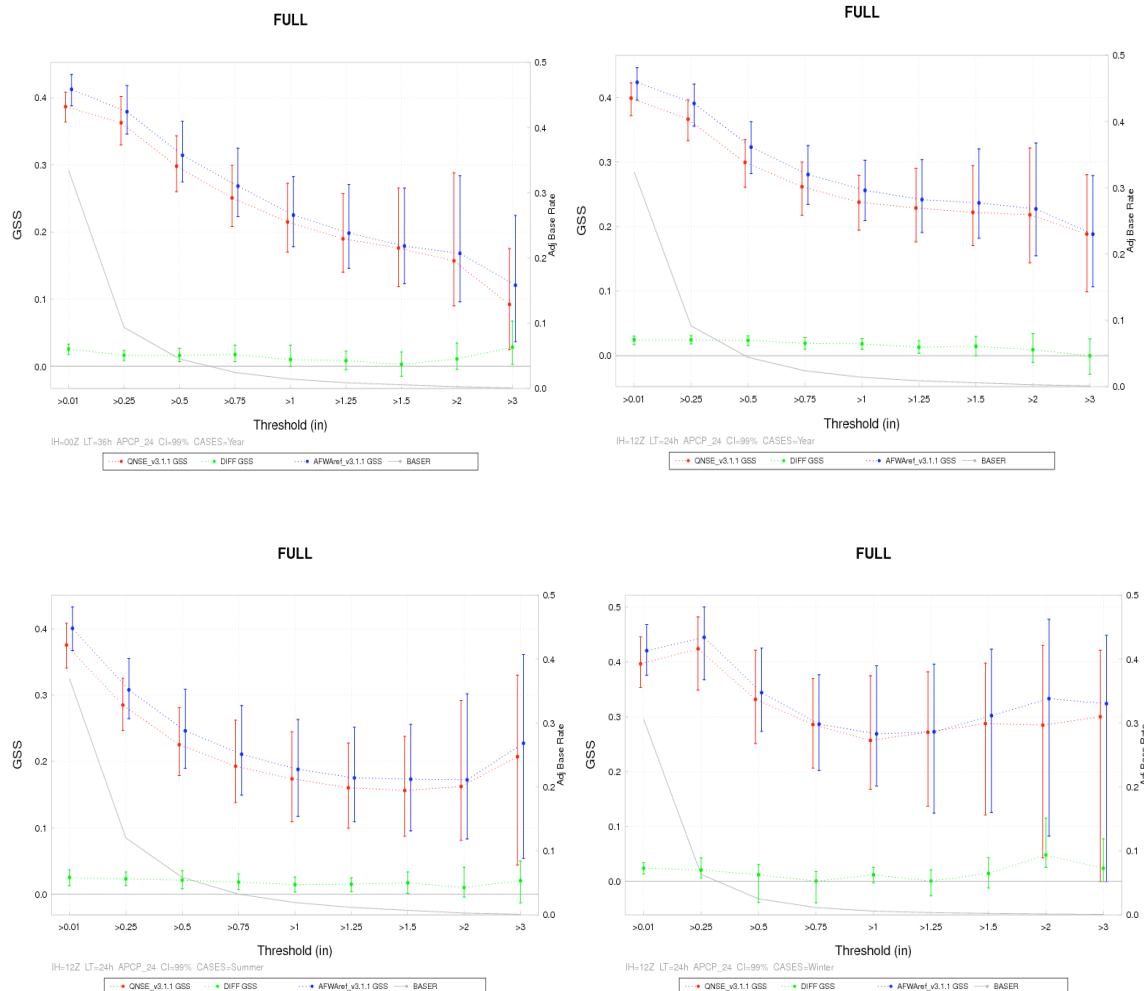 FULL
0.5
0.4
0.3
0.2
0.1
0.0
GSS
0.4
0.3
0.2
0.1
0.0
Adj Base Rate
>0.01 >0.25 >0.5 >0.75 >1 >1.25 >1.5 >2 >3
Threshold (in)
IH=00Z LT=36h APCP_24 CI=99% CASES=Year
QNSE_v3.1.1 GSS DIFF GSS AFWAref_v3.1.1 GSS BASER
FULL
0.5
0.4
0.3
0.2
0.1
0.0
GSS
0.4
0.3
0.2
0.1
0.0
Adj Base Rate
>0.01 >0.25 >0.5 >0.75 >1 >1.25 >1.5 >2 >3
Threshold (in)
IH=12Z LT=24h APCP_24 CI=99% CASES=Year
QNSE_v3.1.1 GSS DIFF GSS AFWAref_v3.1.1 GSS BASER
FULL
0.5
0.4
0.3
0.2
0.1
0.0
GSS
0.4
0.3
0.2
0.1
0.0
Adj Base Rate
>0.01 >0.25 >0.5 >0.75 >1 >1.25 >1.5 >2 >3
Threshold (in)
IH=12Z LT=24h APCP_24 CI=99% CASES=Summer
QNSE_v3.1.1 GSS DIFF GSS AFWAref_v3.1.1 GSS BASER
FULL
0.5
0.4
0.3
0.2
0.1
0.0
GSS
0.5
0.4
0.3
0.2
0.1
0.0
Adj Base Rate
>0.01 >0.25 >0.5 >0.75 >1 >1.25 >1.5 >2 >3
Threshold (in)
IH=12Z LT=24h APCP_24 CI=99% CASES=Winter
QNSE_v3.1.1 GSS DIFF GSS AFWAref_v3.1.1 GSS BASER